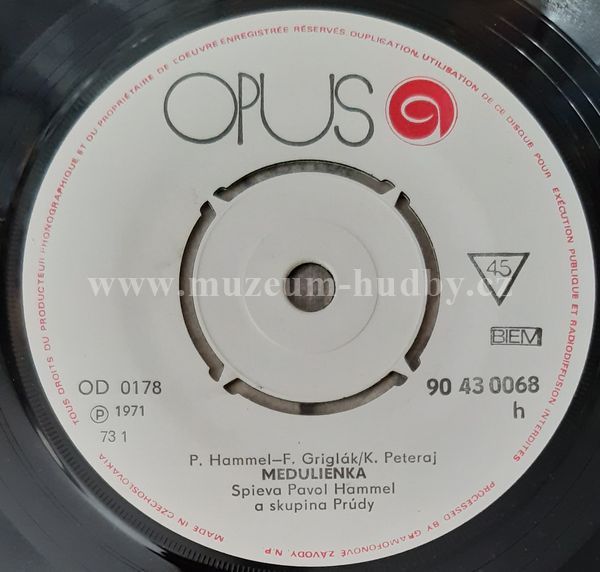 TOUS DROITS DU PRODUCTEUR PHONOGRAPHIQUE ET DU PROPRIÉTAIRE DE L'OEUVRE ENREGISTRÉE RÉSERVÉS. DUPLICATION, UTILISATION DE CE DISQUE POUR EXÉCUTION PUBLIQUE ET RADIODIFFUSION INTERDITES
OPUS
www.muzeum-hudby.cz
45
BIEM
OD 0178
Ⓟ 1971
73 1
90 43 0068
h
P. Hammel–F. Griglák/K. Peteraj
MEDULIENKA
Spieva Pavol Hammel
a skupina Prúdy
MADE IN CZECHOSLOVAKIA
PROCESSED BY GRAMOFONOVÉ ZÁVODY, N.P.